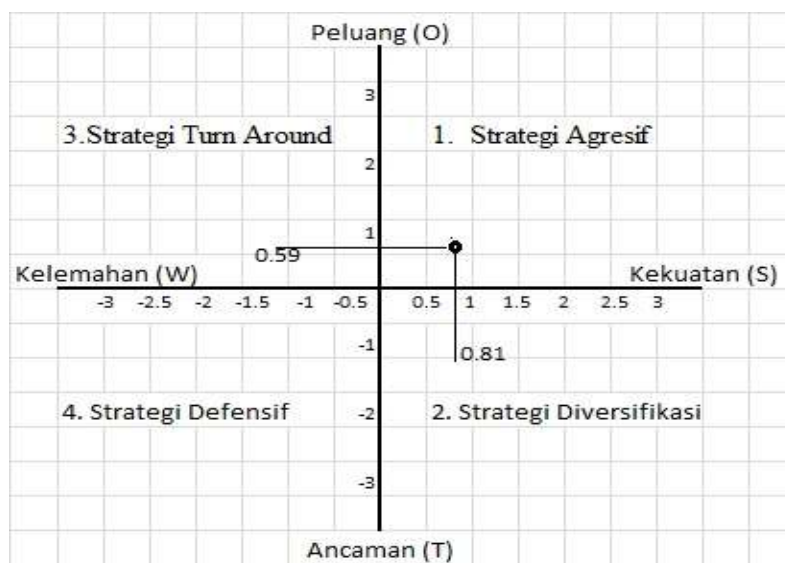 Peluang (O)
3
3.Strategi Turn Around
1. Strategi Agresif
2
1
0.59
Kelemahan (W)
Kekuatan (S)
-3 -2.5 -2 -1.5 -1 -0.5 0.5 1 1.5 2 2.5 3
-1
0.81
4. Strategi Defensif
-2
2. Strategi Diversifikasi
-3
Ancaman (T)